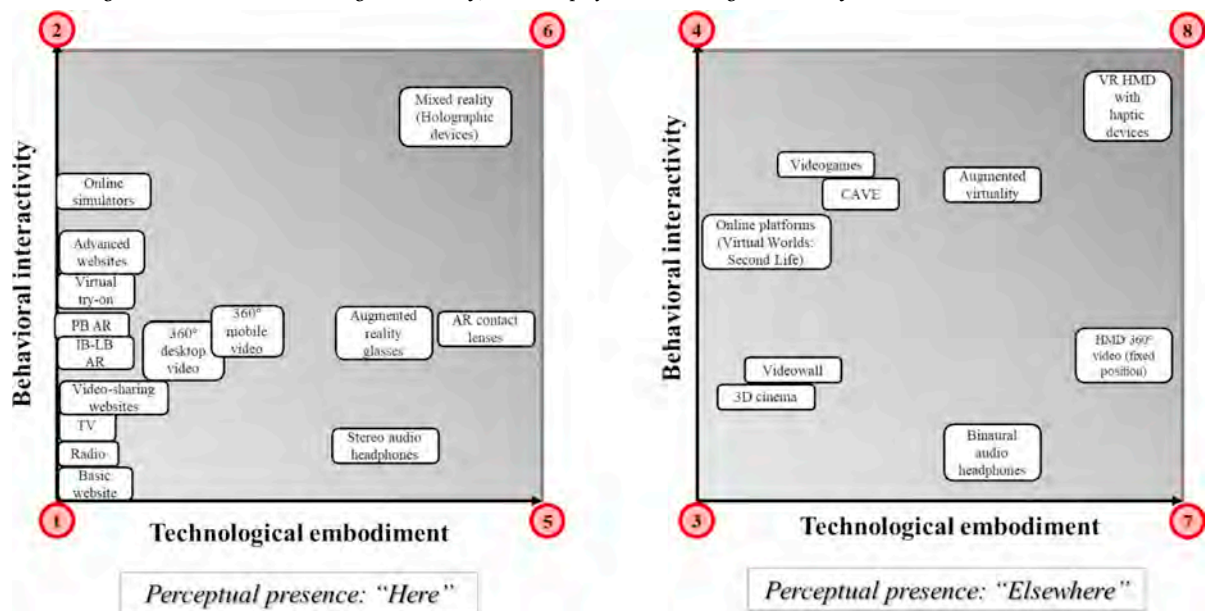 2
6
Mixed reality
(Holographic
devices)
Online
simulators
Advanced
websites
Virtual
try-on
PB AR
IB-LB
AR
360°
desktop
video
360°
mobile
video
Augmented
reality
glasses
AR contact
lenses
Video-sharing
websites
TV
Radio
Basic
website
Stereo audio
headphones
Behavioral interactivity
1
5
Technological embodiment
Perceptual presence: “Here”
4
8
VR HMD
with
haptic
devices
Videogames
CAVE
Augmented
virtuality
Online platforms
(Virtual Worlds:
Second Life)
HMD 360°
video (fixed
position)
Videowall
3D cinema
Binaural
audio
headphones
Behavioral interactivity
3
7
Technological embodiment
Perceptual presence: “Elsewhere”